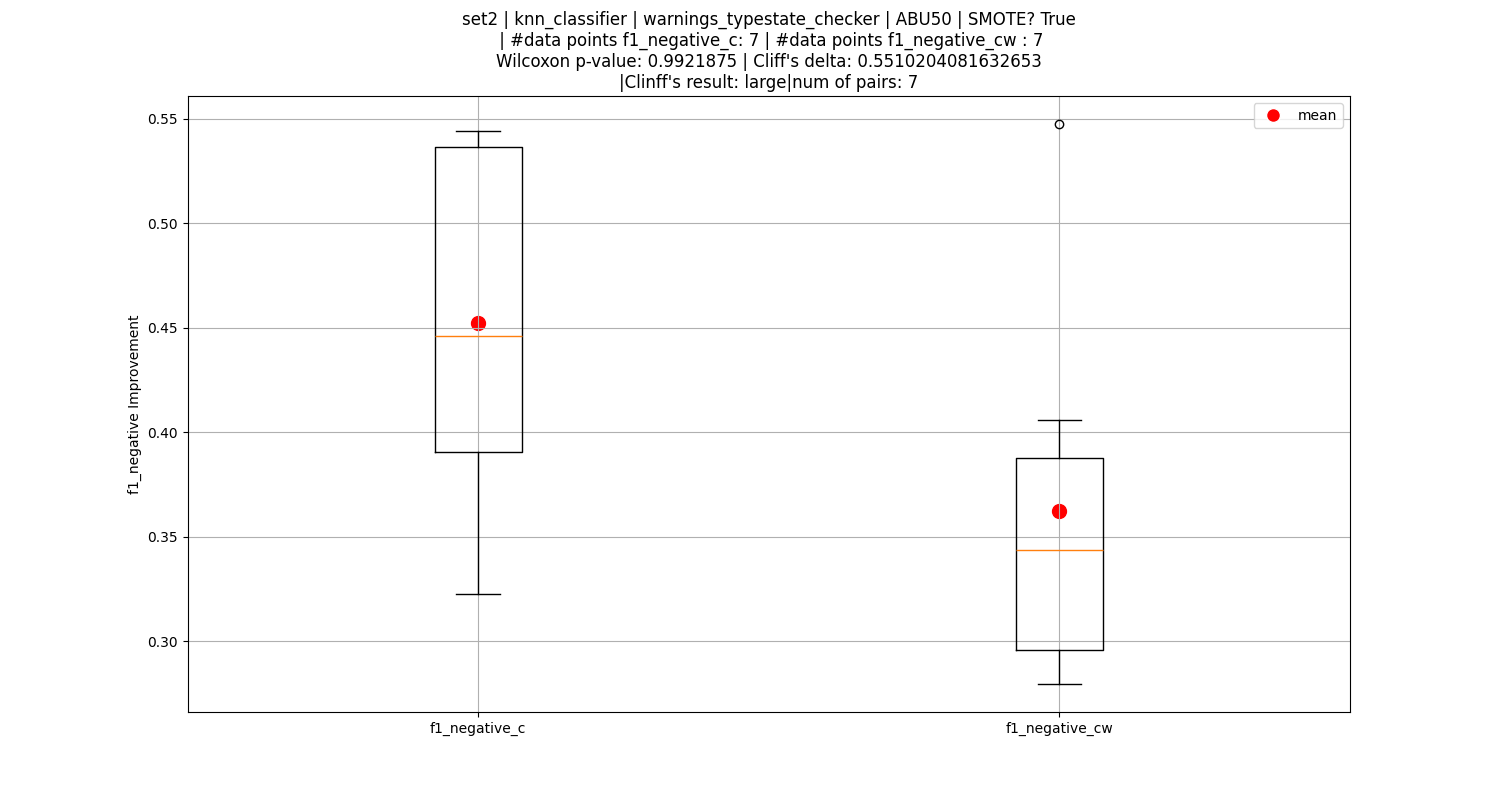 set2 | knn_classifier | warnings_typestate_checker | ABU50 | SMOTE? True
| #data points f1_negative_c: 7 | #data points f1_negative_cw : 7
Wilcoxon p-value: 0.9921875 | Cliff's delta: 0.5510204081632653
|Clinff's result: large|num of pairs: 7
mean
0.55
0.50
0.45
0.40
0.35
0.30
f1_negative Improvement
f1_negative_c
f1_negative_cw